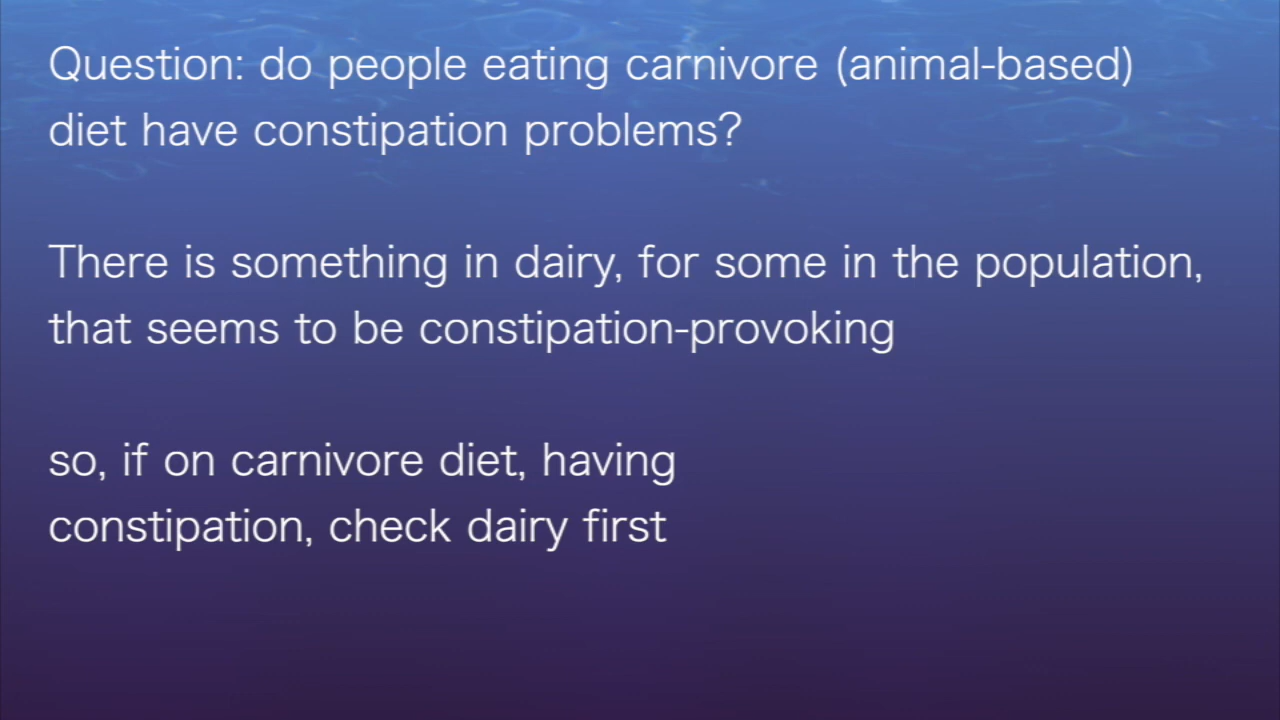 Question: do people eating carnivore (animal-based)
diet have constipation problems?
There is something in dairy, for some in the population,
that seems to be constipation-provoking
so, if on carnivore diet, having
constipation, check dairy first